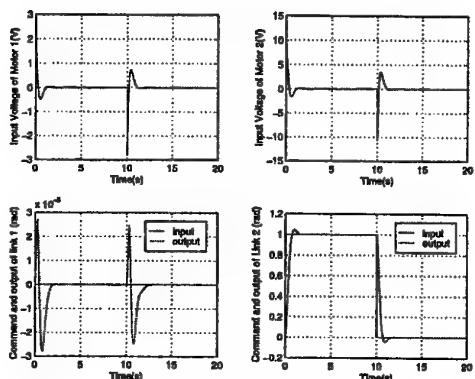 Input Voltage of Motor 1(V)
3
2
1
0
-1
-2
-3
0 5 10 15 20
Time(s)
Input Voltage of Motor 2(V)
15
10
5
0
-5
-10
-15
0 5 10 15 20
Time(s)
x 10
Command and output of link 1 (rad)
3
2
1
0
-1
-2
-3
input
output
0 5 10 15 20
Time(s)
Command and output of Link 2 (rad)
1.2
1
0.8
0.6
0.4
0.2
0
-0.2
input
output
0 5 10 15 20
Time(s)